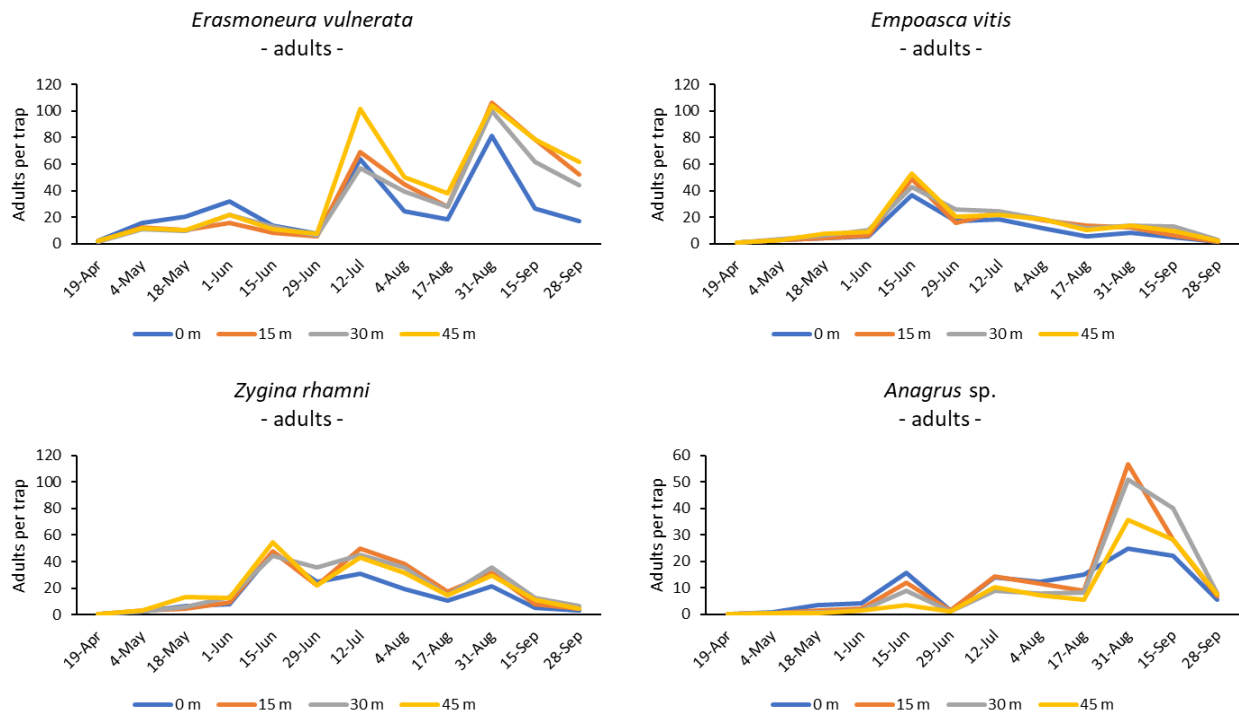 Erasmoneura vulnerata
- adults -
Adults per trap
120
100
80
60
40
20
0
19-Apr
4-May
18-May
1-Jun
15-Jun
29-Jun
12-Jul
4-Aug
17-Aug
31-Aug
15-Sep
28-Sep
0 m 15 m 30 m 45 m
Empoasca vitis
- adults -
Adults per trap
120
100
80
60
40
20
0
19-Apr
4-May
18-May
1-Jun
15-Jun
29-Jun
12-Jul
4-Aug
17-Aug
31-Aug
15-Sep
28-Sep
0 m 15 m 30 m 45 m
Zygina rhamni
- adults -
Adults per trap
120
100
80
60
40
20
0
19-Apr
4-May
18-May
1-Jun
15-Jun
29-Jun
12-Jul
4-Aug
17-Aug
31-Aug
15-Sep
28-Sep
0 m 15 m 30 m 45 m
Anagrus sp.
- adults -
Adults per trap
60
50
40
30
20
10
0
19-Apr
4-May
18-May
1-Jun
15-Jun
29-Jun
12-Jul
4-Aug
17-Aug
31-Aug
15-Sep
28-Sep
0 m 15 m 30 m 45 m